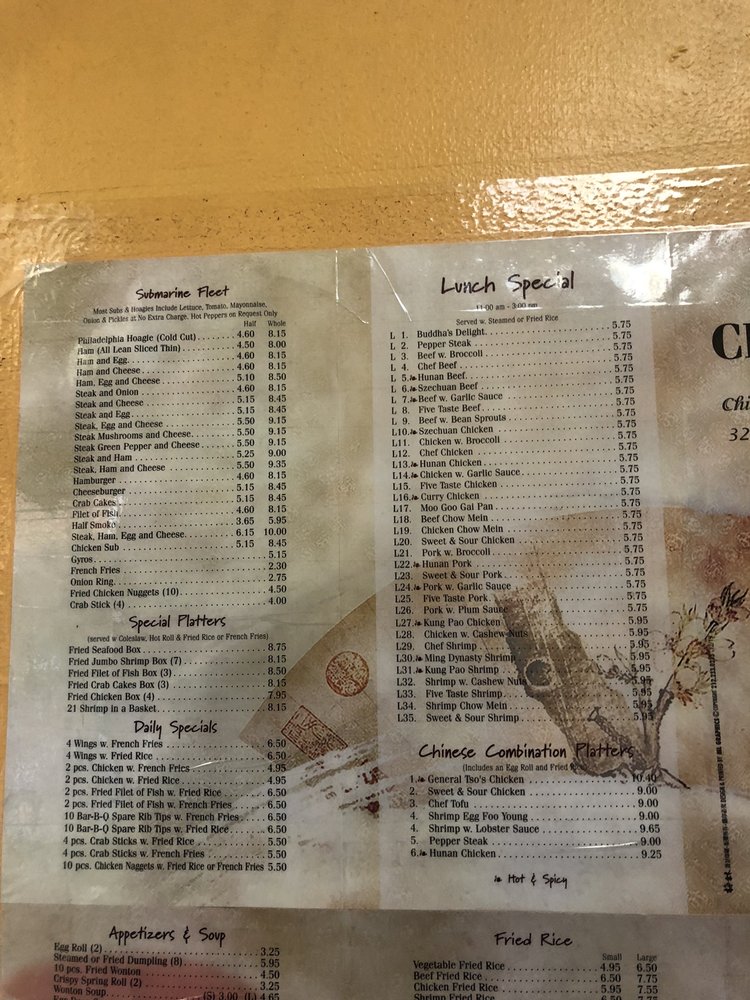 Submarine Fleet
Most Subs & Hoagies Include Lettuce, Tomato, Mayonnaise,
Onion & Pickles at No Extra Charge. Hot Peppers on Request Only
Half Whole
Philadelphia Hoagie (Cold Cut) 4.60 8.15
Ham (All Lean Sliced Thin) 4.50 8.00
Ham and Egg 4.60 8.15
Ham and Cheese 4.60 8.15
Ham, Egg and Cheese 5.10 8.50
Steak and Onion 4.60 8.15
Steak and Cheese 5.15 8.45
Steak and Egg 5.15 8.45
Steak, Egg and Cheese 5.50 9.15
Steak Mushrooms and Cheese 5.50 9.15
Steak Green Pepper and Cheese 5.50 9.15
Steak and Ham 5.25 9.00
Steak, Ham and Cheese 5.50 9.35
Hamburger 4.60 8.15
Cheeseburger 5.15 8.45
Crab Cakes 5.15 8.45
Filet of Fish 4.60 8.15
Half Smoke 3.65 5.95
Steak, Ham, Egg and Cheese 6.15 10.00
Chicken Sub 5.15 8.45
Gyros 5.15
French Fries 2.30
Onion Ring 2.75
Fried Chicken Nuggets (10) 4.50
Crab Stick (4) 4.00
Special Platters
(served w Coleslaw, Hot Roll & Fried Rice or French Fries)
Fried Seafood Box 8.75
Fried Jumbo Shrimp Box (7) 8.15
Fried Filet of Fish Box (3) 8.50
Fried Crab Cakes Box (3) 8.15
Fried Chicken Box (4) 7.95
21 Shrimp in a Basket 8.15
Daily Specials
4 Wings w. French Fries 6.50
4 Wings w. Fried Rice 6.50
2 pcs. Chicken w. French Fries 4.95
2 pcs. Chicken w. Fried Rice 4.95
2 pcs. Fried Filet of Fish w. Fried Rice 6.50
2 pcs. Fried Filet of Fish w. French Fries 6.50
10 Bar-B-Q Spare Rib Tips w. French Fries 6.50
10 Bar-B-Q Spare Rib Tips w. Fried Rice 6.50
4 pcs. Crab Sticks w. Fried Rice 5.50
4 pcs. Crab Sticks w. French Fries 5.50
10 pcs. Chicken Nuggets w. Fried Rice or French Fries 5.50
Lunch Special
11:00 am - 3:00 pm
Served w. Steamed or Fried Rice
L 1. Buddha's Delight 5.75
L 2. Pepper Steak 5.75
L 3. Beef w. Broccoli 5.75
L 4. Chef Beef 5.75
L 5. Hunan Beef 5.75
L 6. Szechuan Beef 5.75
L 7. Beef w. Garlic Sauce 5.75
L 8. Five Taste Beef 5.75
L 9. Beef w. Bean Sprouts 5.75
L10. Szechuan Chicken 5.75
L11. Chicken w. Broccoli 5.75
L12. Chef Chicken 5.75
L13. Hunan Chicken 5.75
L14. Chicken w. Garlic Sauce 5.75
L15. Five Taste Chicken 5.75
L16. Curry Chicken 5.75
L17. Moo Goo Gai Pan 5.75
L18. Beef Chow Mein 5.75
L19. Chicken Chow Mein 5.75
L20. Sweet & Sour Chicken 5.75
L21. Pork w. Broccoli 5.75
L22. Hunan Pork 5.75
L23. Sweet & Sour Pork 5.75
L24. Pork w. Garlic Sauce 5.75
L25. Five Taste Pork 5.75
L26. Pork w. Plum Sauce 5.75
L27. Kung Pao Chicken 5.95
L28. Chicken w. Cashew Nuts 5.95
L29. Chef Shrimp 5.95
L30. Ming Dynasty Shrimp 5.95
L31. Kung Pao Shrimp 5.95
L32. Shrimp w. Cashew Nuts 5.95
L33. Five Taste Shrimp 5.95
L34. Shrimp Chow Mein 5.95
L35. Sweet & Sour Shrimp 5.95
Chinese Combination Platters
(Includes an Egg Roll and Fried Rice)
1. General Tso's Chicken 10.40
2. Sweet & Sour Chicken 9.00
3. Chef Tofu 9.00
4. Shrimp Egg Foo Young 9.00
4. Shrimp w. Lobster Sauce 9.65
5. Pepper Steak 9.00
6. Hunan Chicken 9.25
Hot & Spicy
Appetizers & Soup
Egg Roll (2) 3.25
Steamed or Fried Dumpling (8) 5.95
10 pcs. Fried Wonton 4.50
Crispy Spring Roll (2) 3.25
Wonton Soup (S) 3.00 (L) 4.65
Fried Rice
Small Large
Vegetable Fried Rice 4.95 6.50
Beef Fried Rice 6.50 7.75
Chicken Fried Rice 5.95 7.55
Shrimp Fried Rice 6.50